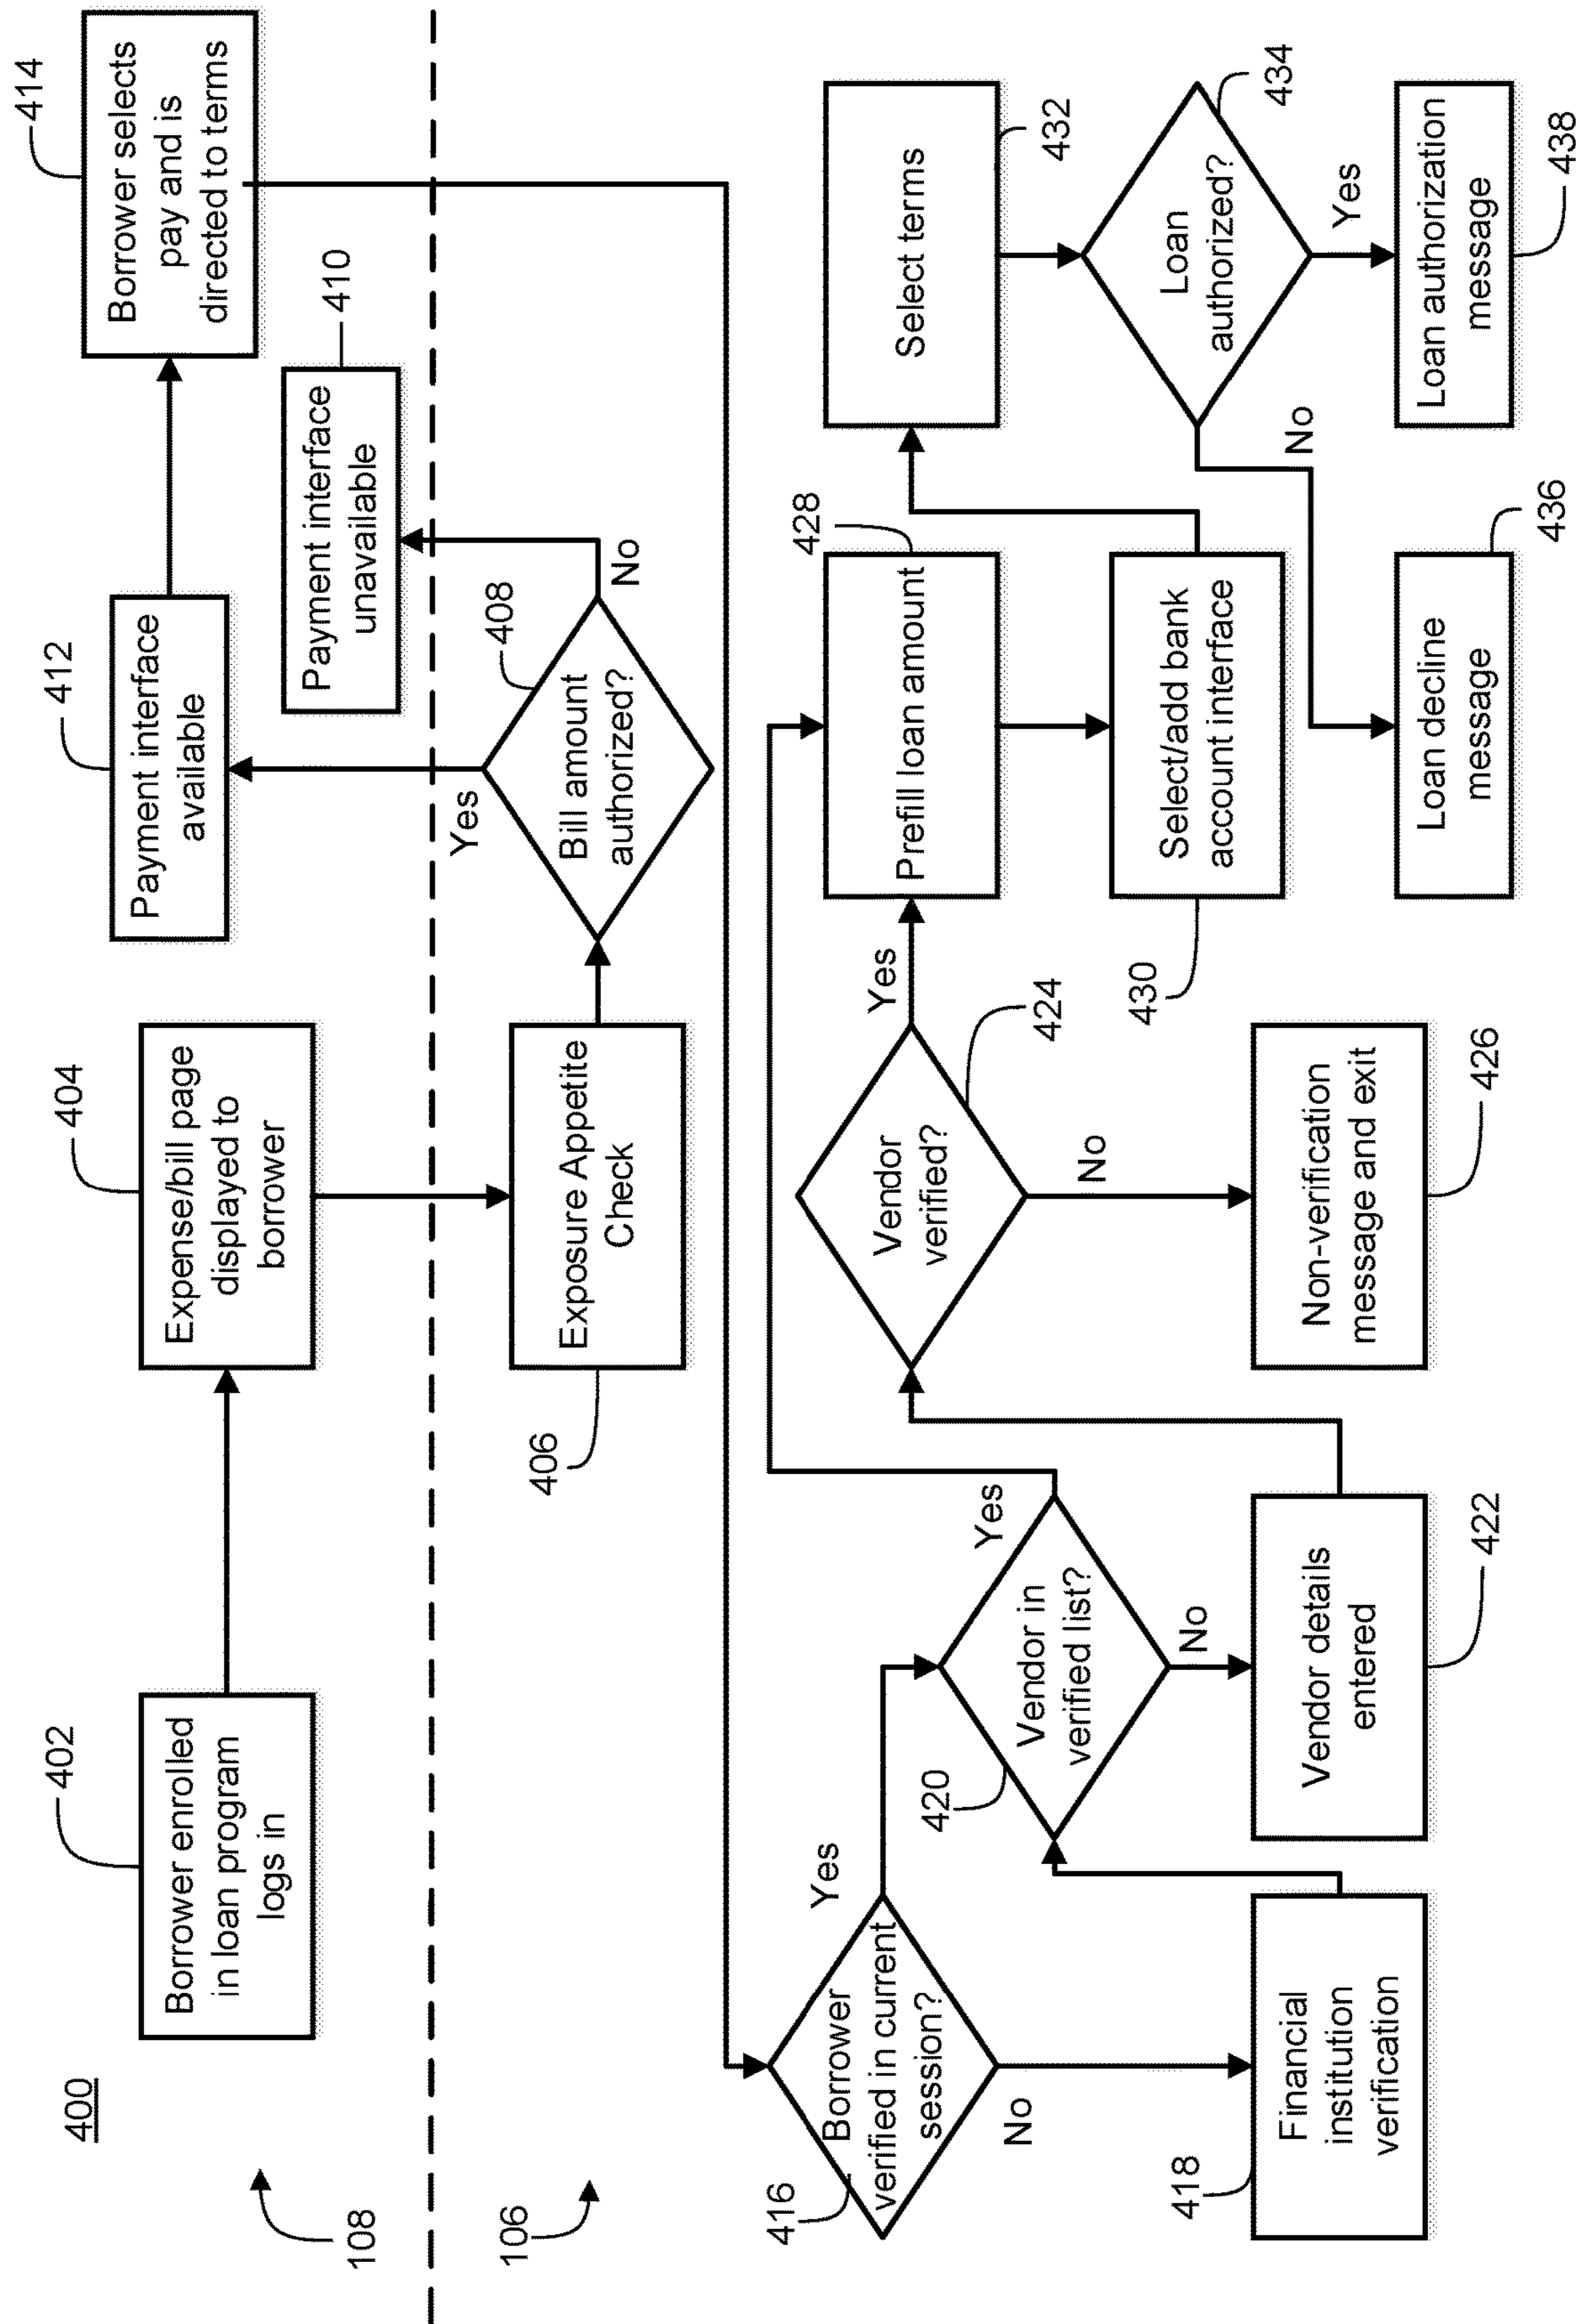 400
402
Borrower enrolled
in loan program
logs in
404
Expense/bill page
displayed to
borrower
412
Payment interface
available
414
Borrower selects
pay and is
directed to terms
410
Payment interface
unavailable
108
106
406
Exposure Appetite
Check
408
Bill amount
authorized?
Yes
No
416
Borrower
verified in current
session?
Yes
No
418
Financial
institution
verification
420
Vendor in
verified list?
Yes
No
422
Vendor details
entered
424
Vendor
verified?
Yes
No
426
Non-verification
message and exit
428
Prefill loan amount
430
Select/add bank
account interface
432
Select terms
434
Loan
authorized?
No
Yes
436
Loan decline
message
438
Loan authorization
message